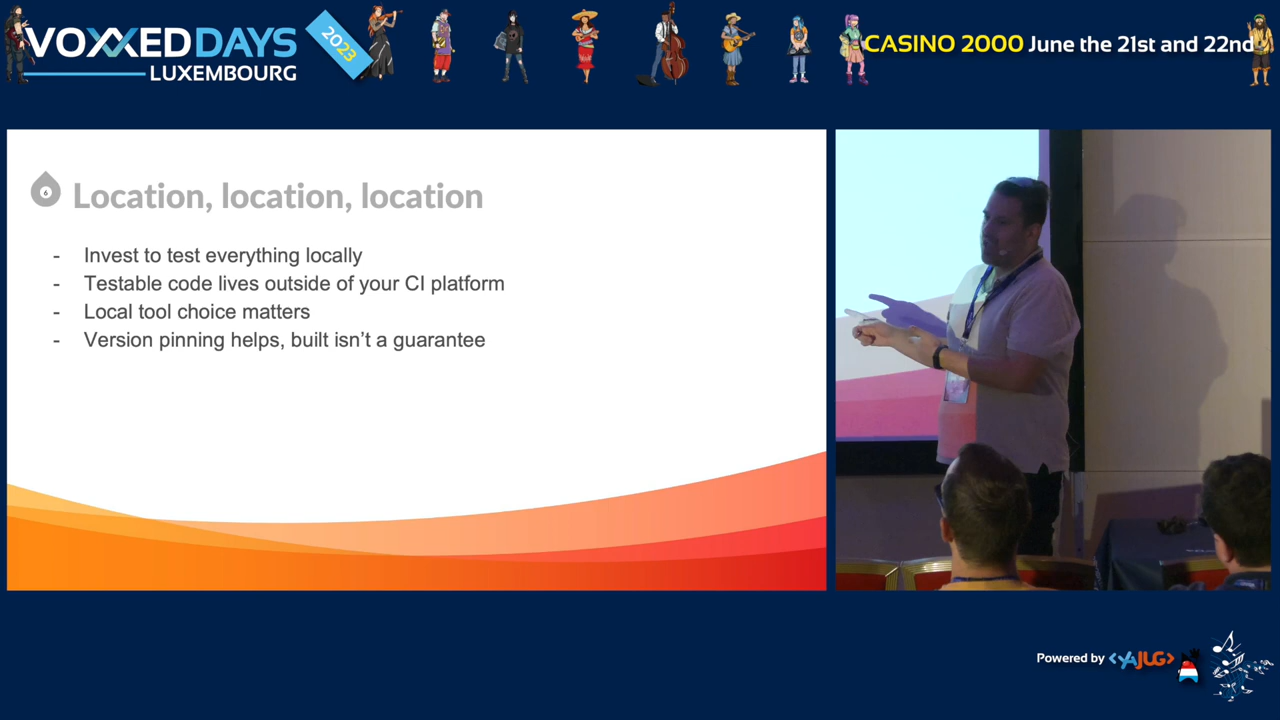 VOXXEDDAYS
LUXEMBOURG
2023
CASINO 2000 June the 21st and 22nd
6
Location, location, location
- Invest to test everything locally
- Testable code lives outside of your CI platform
- Local tool choice matters
- Version pinning helps, built isn't a guarantee
Powered by <YAJUG>